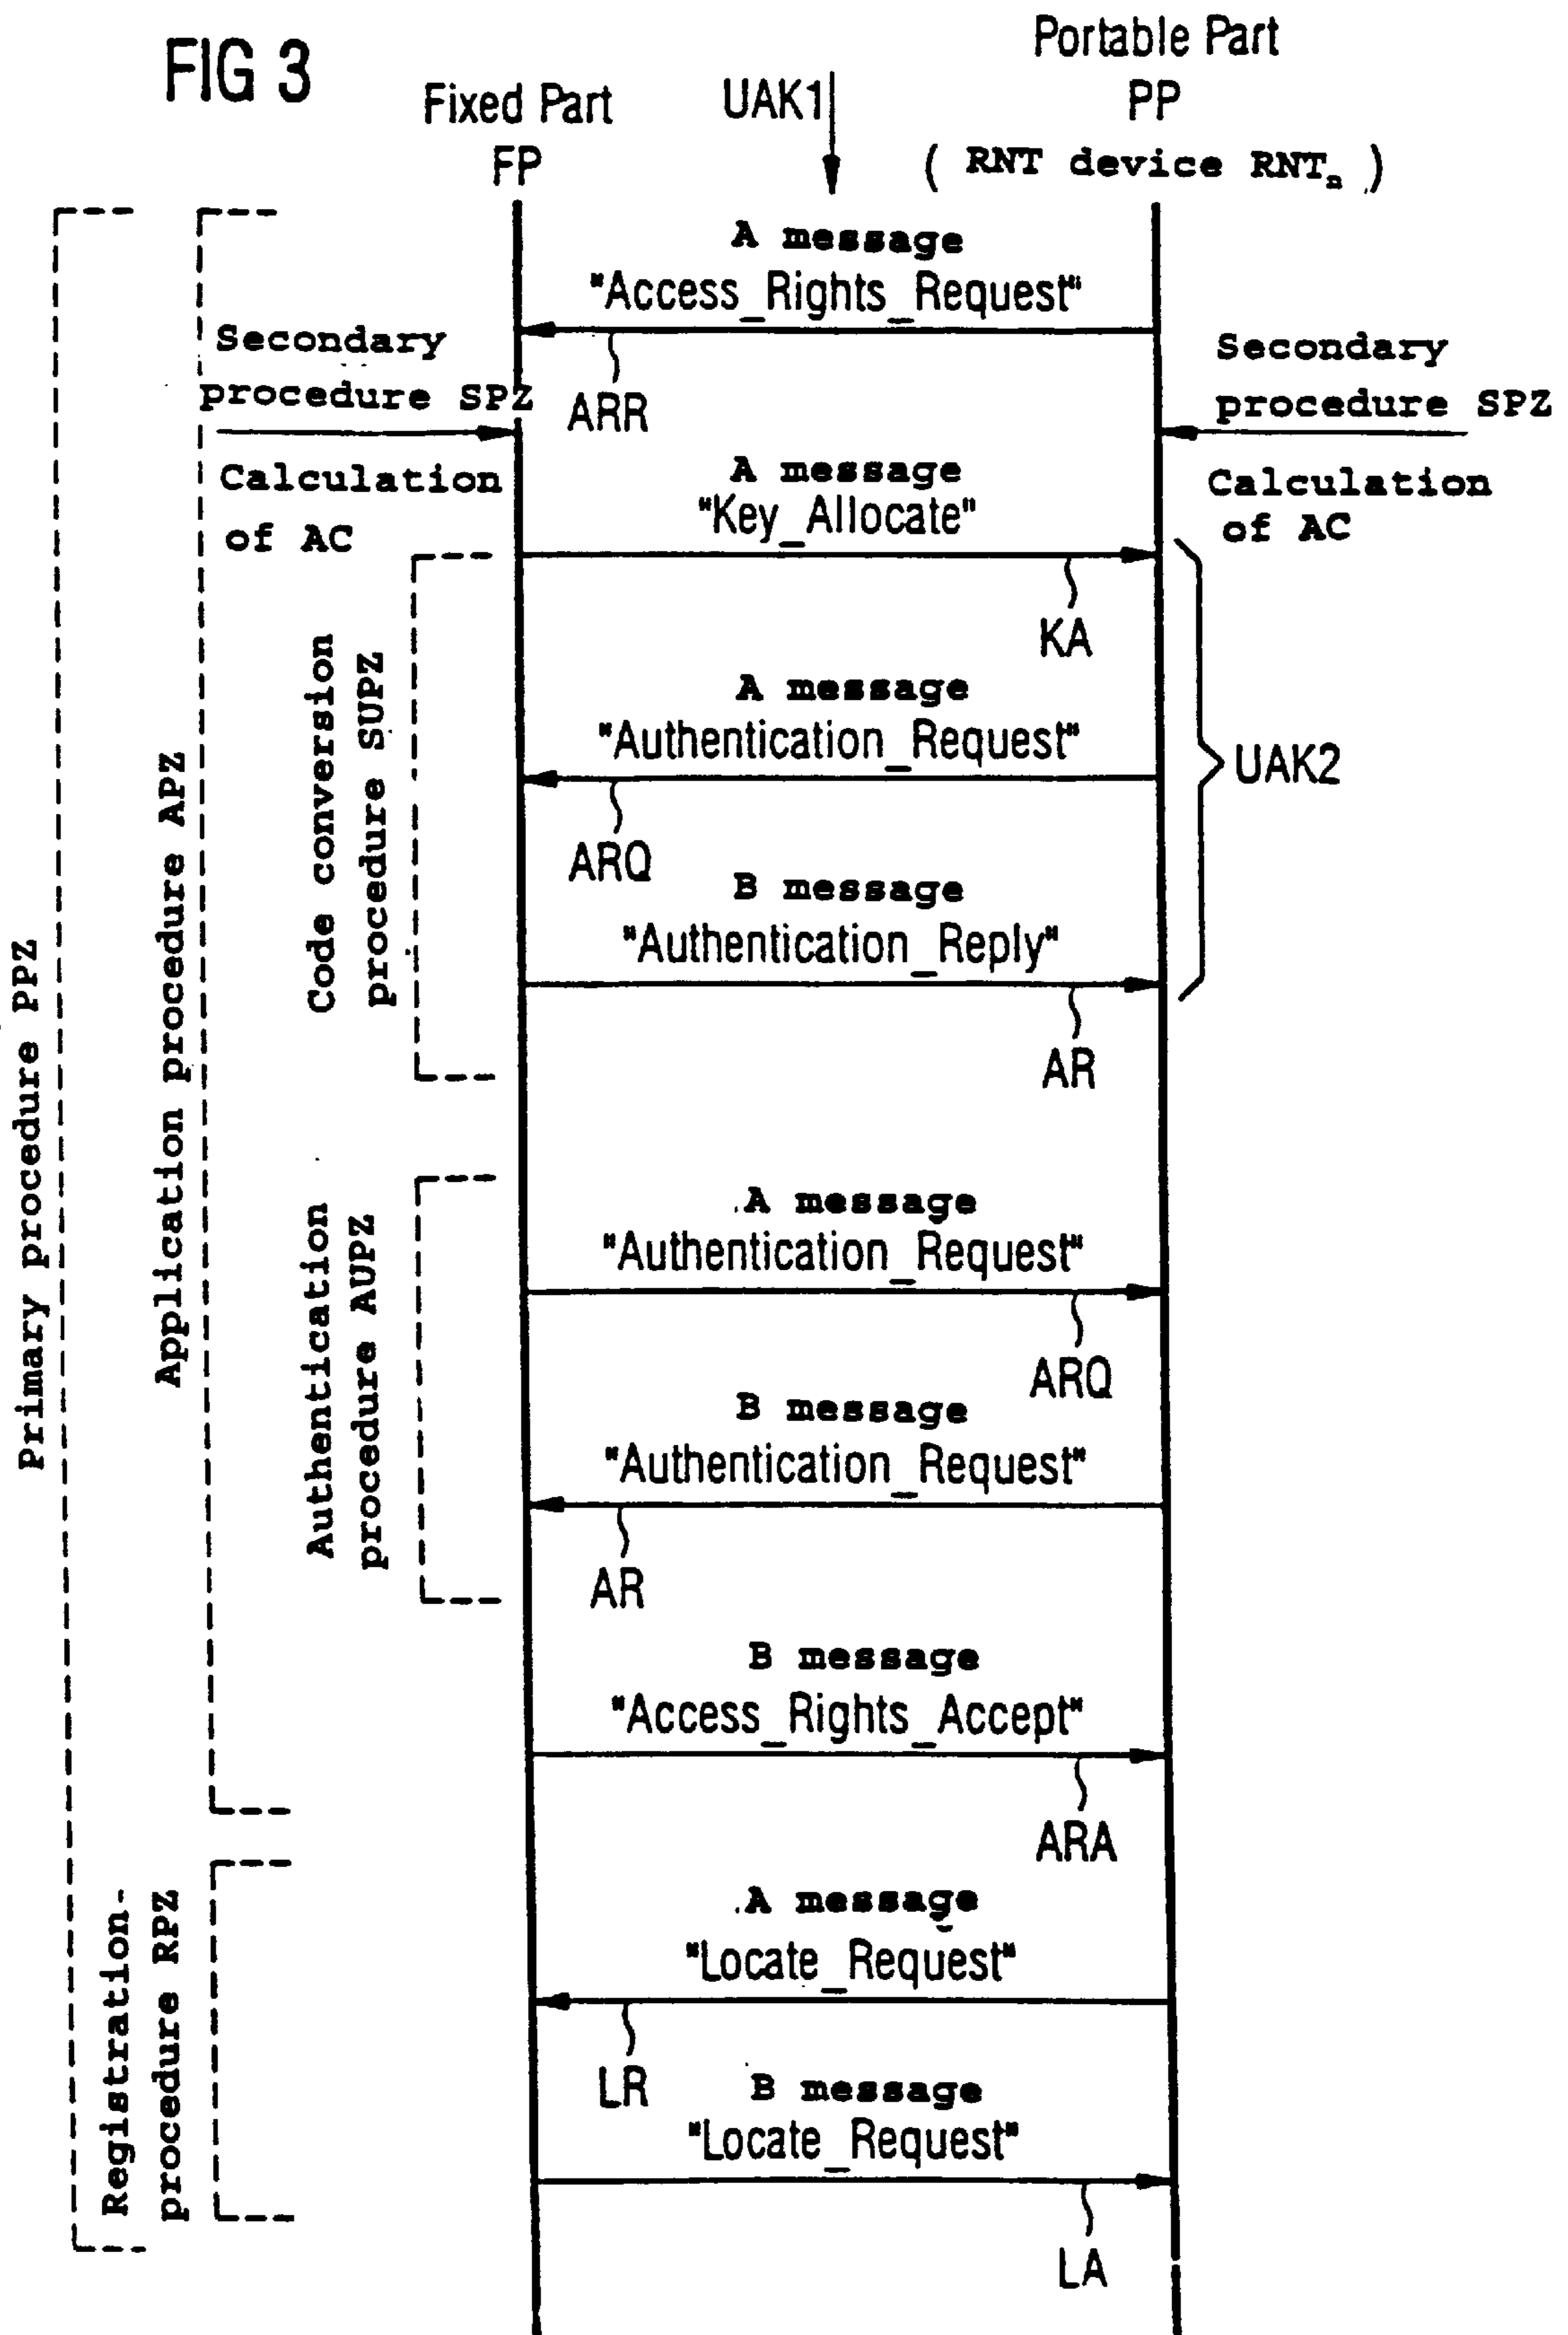 FIG 3
Fixed Part
FP
UAK1
Portable Part
PP
( RNT device RNTn )
A message
"Access_Rights_Request"
ARR
Secondary
procedure SPZ
Calculation
of AC
Secondary
procedure SPZ
Calculation
of AC
A message
"Key_Allocate"
KA
A message
"Authentication_Request"
ARQ
B message
"Authentication_Reply"
AR
UAK2
A message
"Authentication_Request"
ARQ
B message
"Authentication_Request"
AR
B message
"Access_Rights_Accept"
ARA
A message
"Locate_Request"
LR
B message
"Locate_Request"
LA
Primary procedure PPZ
Application procedure APZ
Code conversion
procedure SUPZ
Authentication
procedure AUPZ
Registration-
procedure RPZ